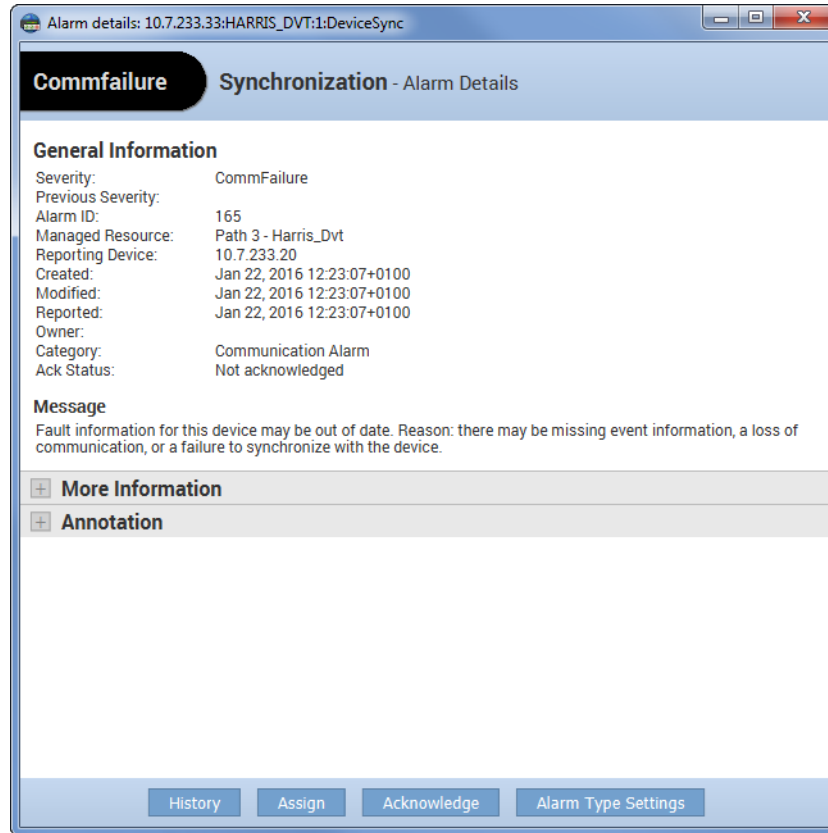 Alarm details: 10.7.233.33:HARRIS_DVT:1:DeviceSync
Commfailure Synchronization - Alarm Details
General Information
Severity: CommFailure
Previous Severity:
Alarm ID: 165
Managed Resource: Path 3 - Harris_Dvt
Reporting Device: 10.7.233.20
Created: Jan 22, 2016 12:23:07+0100
Modified: Jan 22, 2016 12:23:07+0100
Reported: Jan 22, 2016 12:23:07+0100
Owner:
Category: Communication Alarm
Ack Status: Not acknowledged
Message
Fault information for this device may be out of date. Reason: there may be missing event information, a loss of
communication, or a failure to synchronize with the device.
More Information
Annotation
History Assign Acknowledge Alarm Type Settings